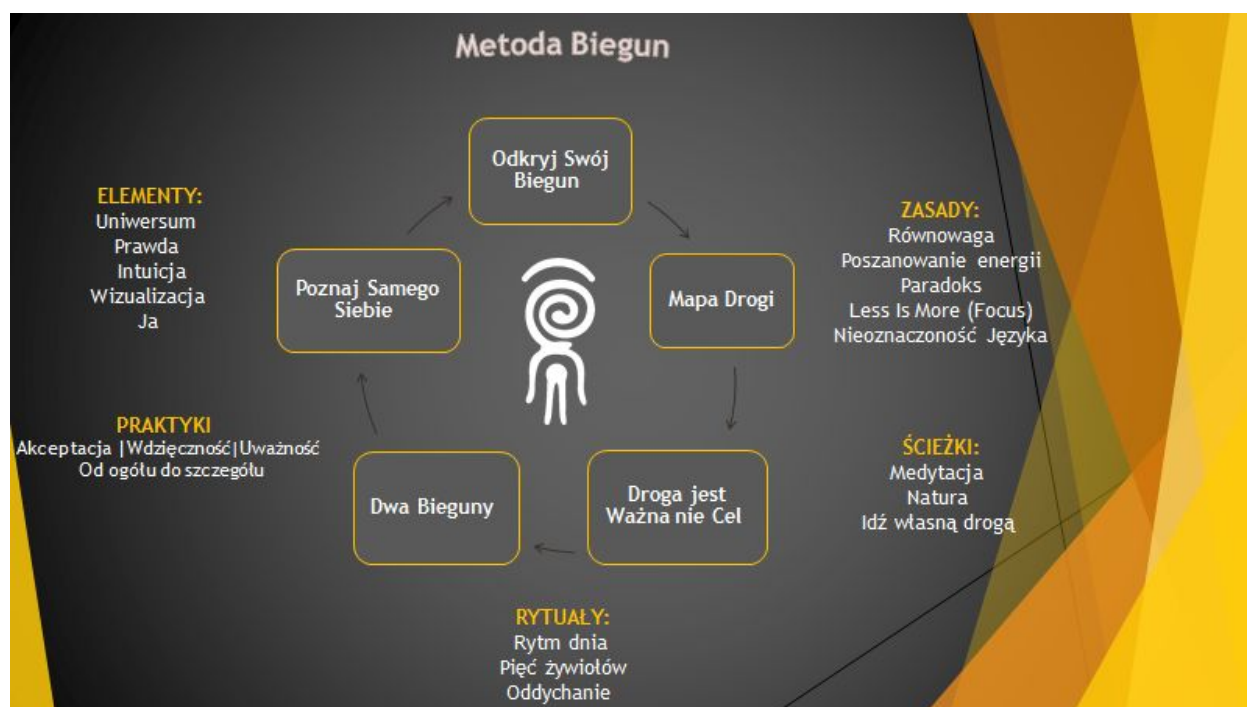 Metoda Biegun
Odkryj Swój
Biegun
ELEMENTY:
Uniwersum
Prawda
Intuicja
Wizualizacja
Ja
Poznaj Samego
Siebie
Mapa Drogi
ZASADY:
Równowaga
Poszanowanie energii
Paradoks
Less Is More (Focus)
Nieoznaczoność Języka
PRAKTYKI
Akceptacja |Wdzięczność|Uważność
Od ogółu do szczegółu
Dwa Bieguny
Droga jest
Ważna nie Cel
ŚCIEŻKI:
Medytacja
Natura
Idź własną drogą
RYTUAŁY:
Rytm dnia
Pięć żywiołów
Oddychanie